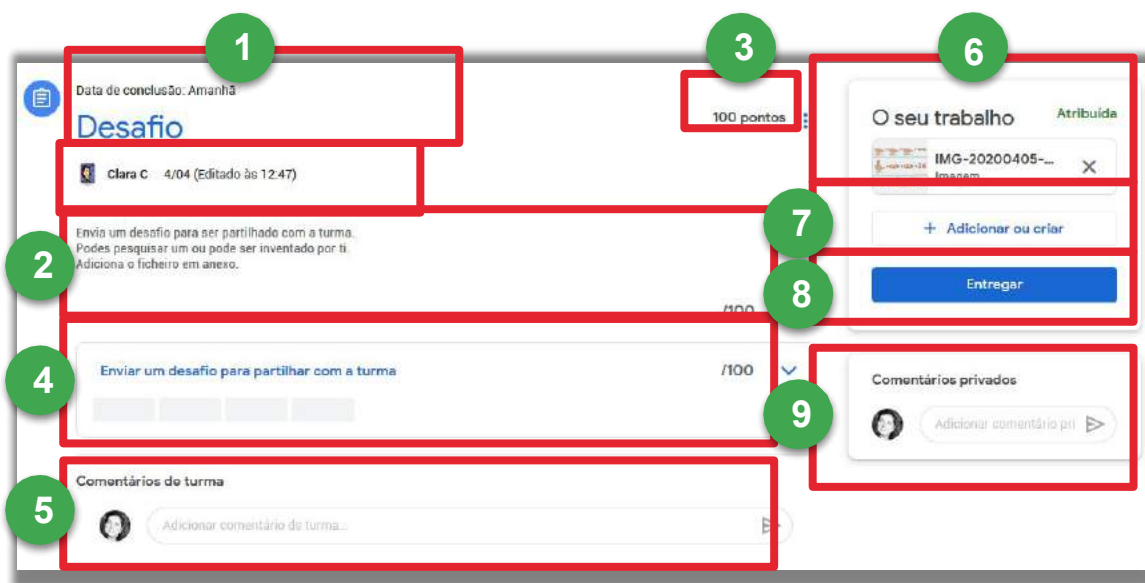 1
3
6
Data de conclusão: Amanhã
Desafio
100 pontos
Clara C 4/04 (Editado às 12:47)
2
Envia um desafio para ser partilhado com a turma.
Podes pesquisar um ou pode ser inventado por ti.
Adiciona o ficheiro em anexo.
/100
4
Enviar um desafio para partilhar com a turma
/100
5
Comentários de turma
Adicionar comentário de turma...
O seu trabalho
Atribuída
IMG-20200405-...
Imagem
7
+ Adicionar ou criar
8
Entregar
9
Comentários privados
Adicionar comentário pri